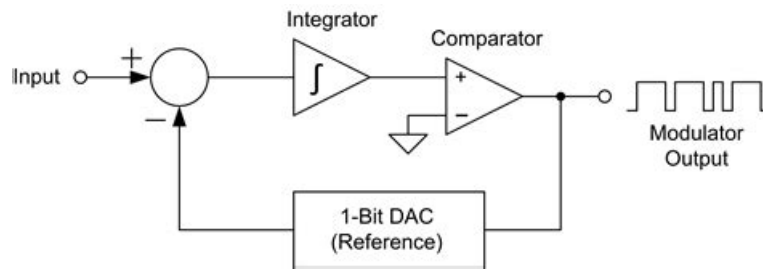 Integrator
Comparator
Input
+
−
∫
+
−
Modulator
Output
1-Bit DAC
(Reference)